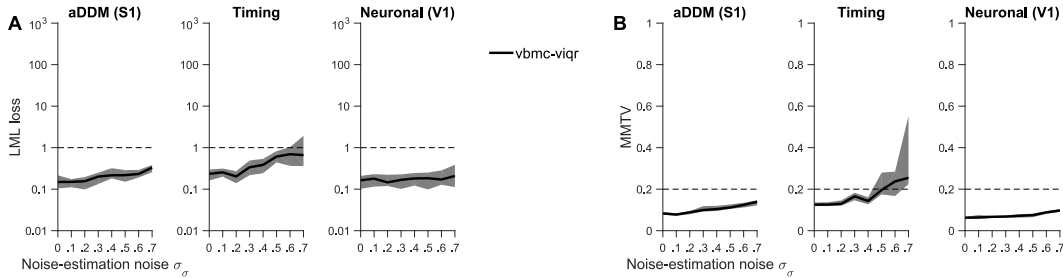 A
aDDM (S1)
Timing
Neuronal (V1)
LML loss
10³
100
10
1
0.1
0.01
0 .1 .2 .3 .4 .5 .6 .7
10³
100
10
1
0.1
0.01
0 .1 .2 .3 .4 .5 .6 .7
10³
100
10
1
0.1
0.01
0 .1 .2 .3 .4 .5 .6 .7
Noise-estimation noise σ_σ
vbmc-viqr
B
aDDM (S1)
Timing
Neuronal (V1)
MMTV
1
0.8
0.6
0.4
0.2
0
0 .1 .2 .3 .4 .5 .6 .7
1
0.8
0.6
0.4
0.2
0
0 .1 .2 .3 .4 .5 .6 .7
1
0.8
0.6
0.4
0.2
0
0 .1 .2 .3 .4 .5 .6 .7
Noise-estimation noise σ_σ